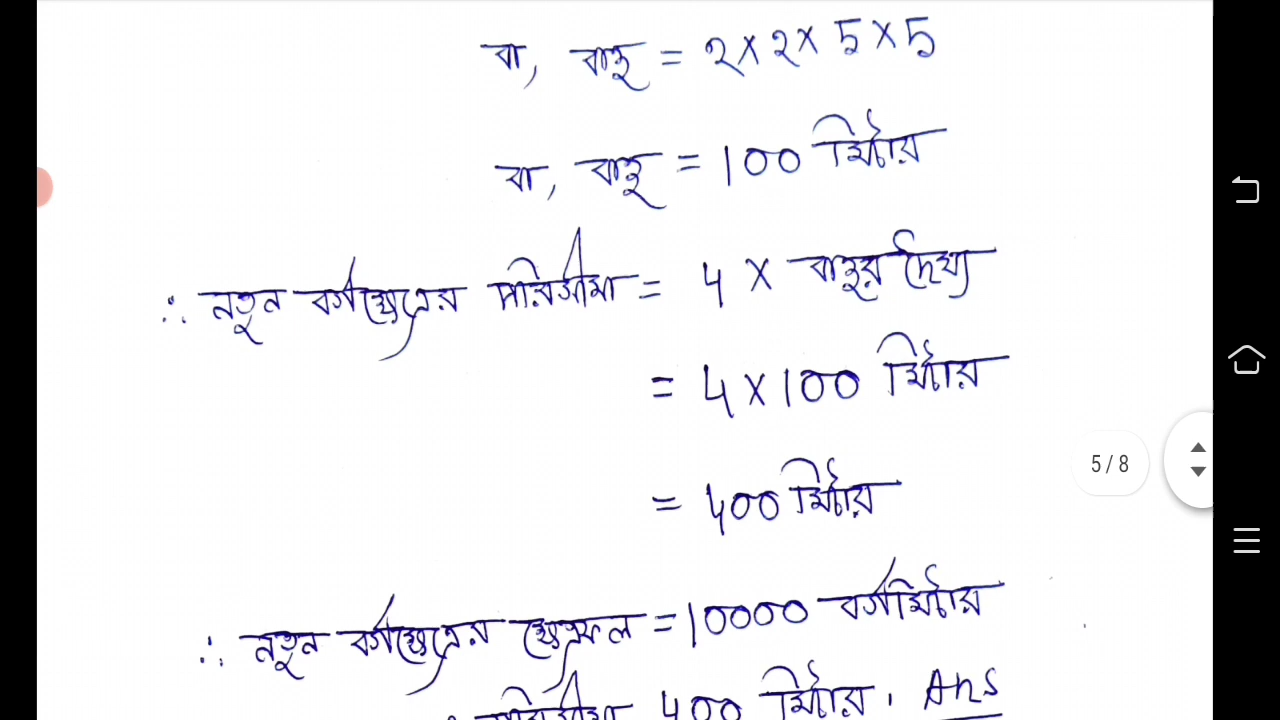 বা, বাহু = 2 × 2 × 5 × 5
বা, বাহু = 100 মিটার
∴ নতুন বর্গক্ষেত্রের পরিসীমা = 4 × বাহুর দৈর্ঘ্য
= 4 × 100 মিটার
= 400 মিটার
5 / 8
∴ নতুন বর্গক্ষেত্রের ক্ষেত্রফল = 10000 বর্গমিটার
পরিসীমা 400 মিটার। Ans